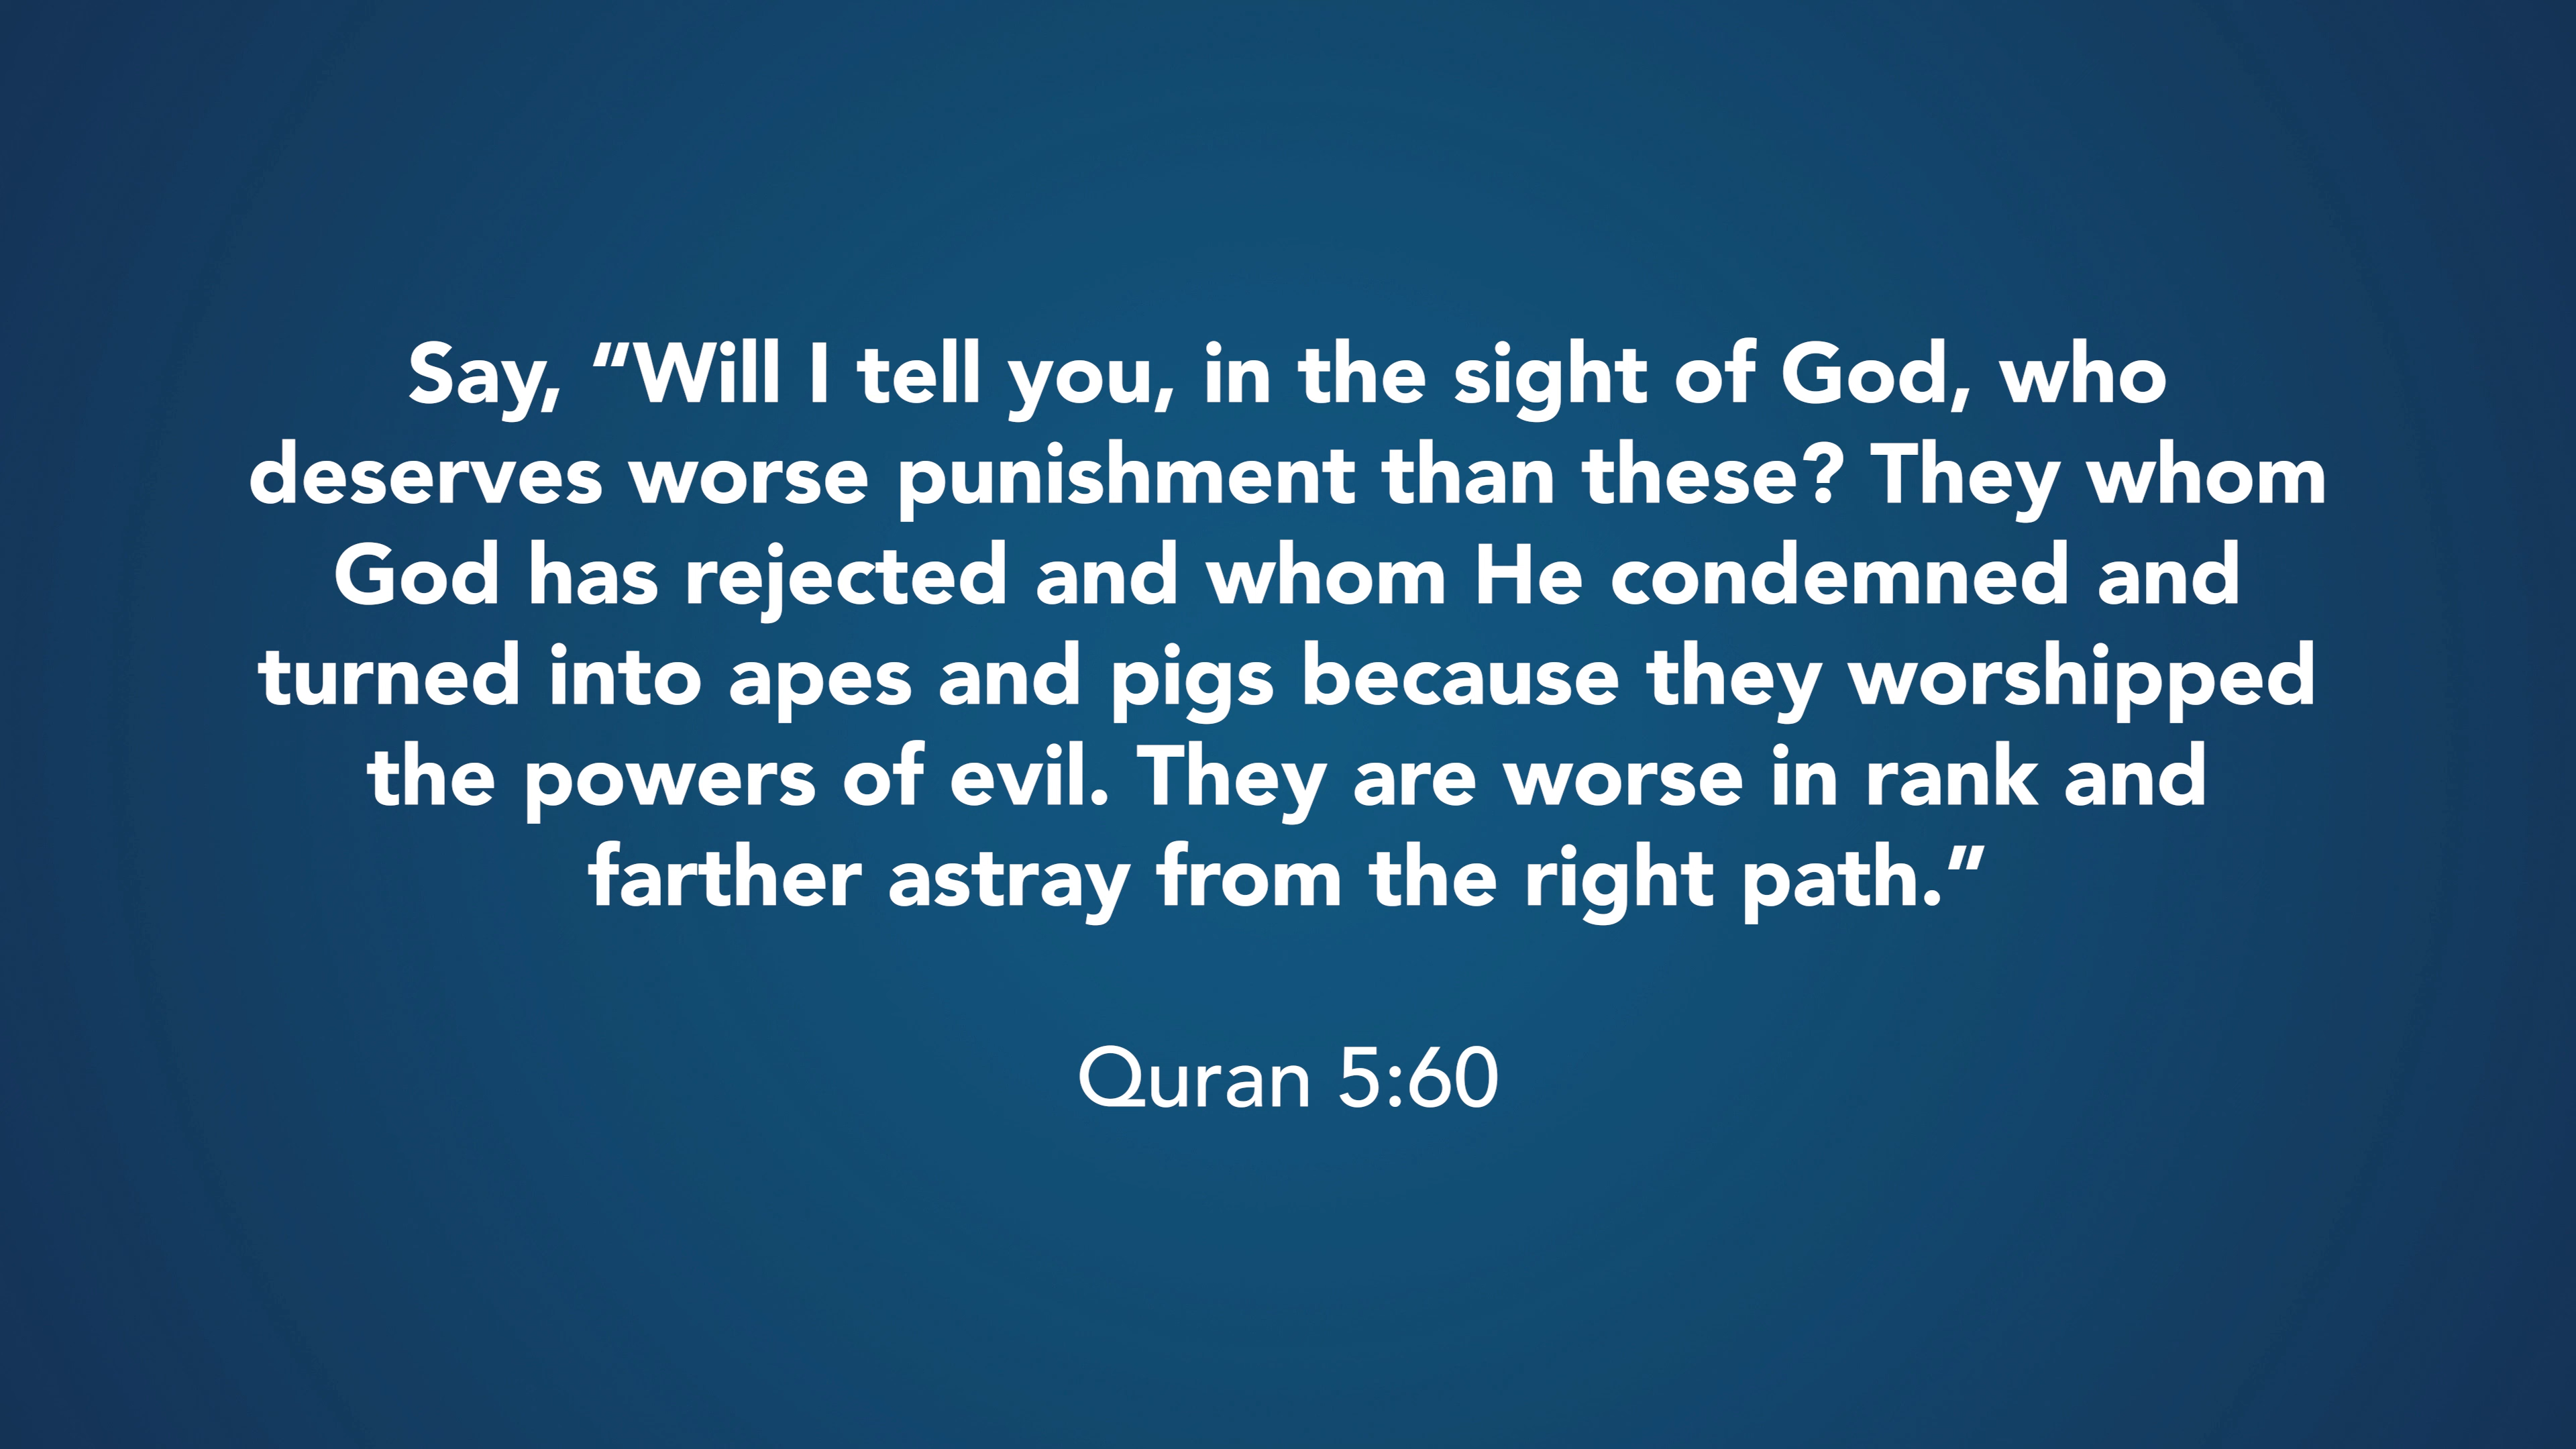 Say, “Will I tell you, in the sight of God, who
deserves worse punishment than these? They whom
God has rejected and whom He condemned and
turned into apes and pigs because they worshipped
the powers of evil. They are worse in rank and
farther astray from the right path.”
Quran 5:60